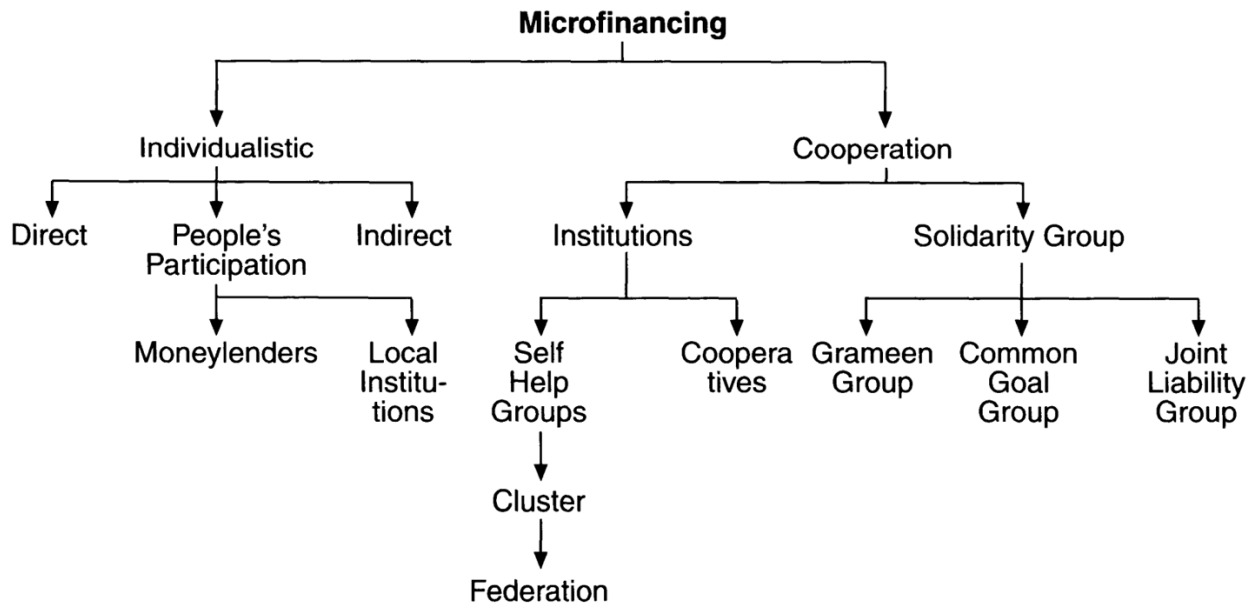 Microfinancing
Individualistic
Cooperation
Direct
People's
Participation
Indirect
Institutions
Solidarity Group
Moneylenders
Local
Institu-
tions
Self
Help
Groups
Coopera
tives
Grameen
Group
Common
Goal
Group
Joint
Liability
Group
Cluster
Federation